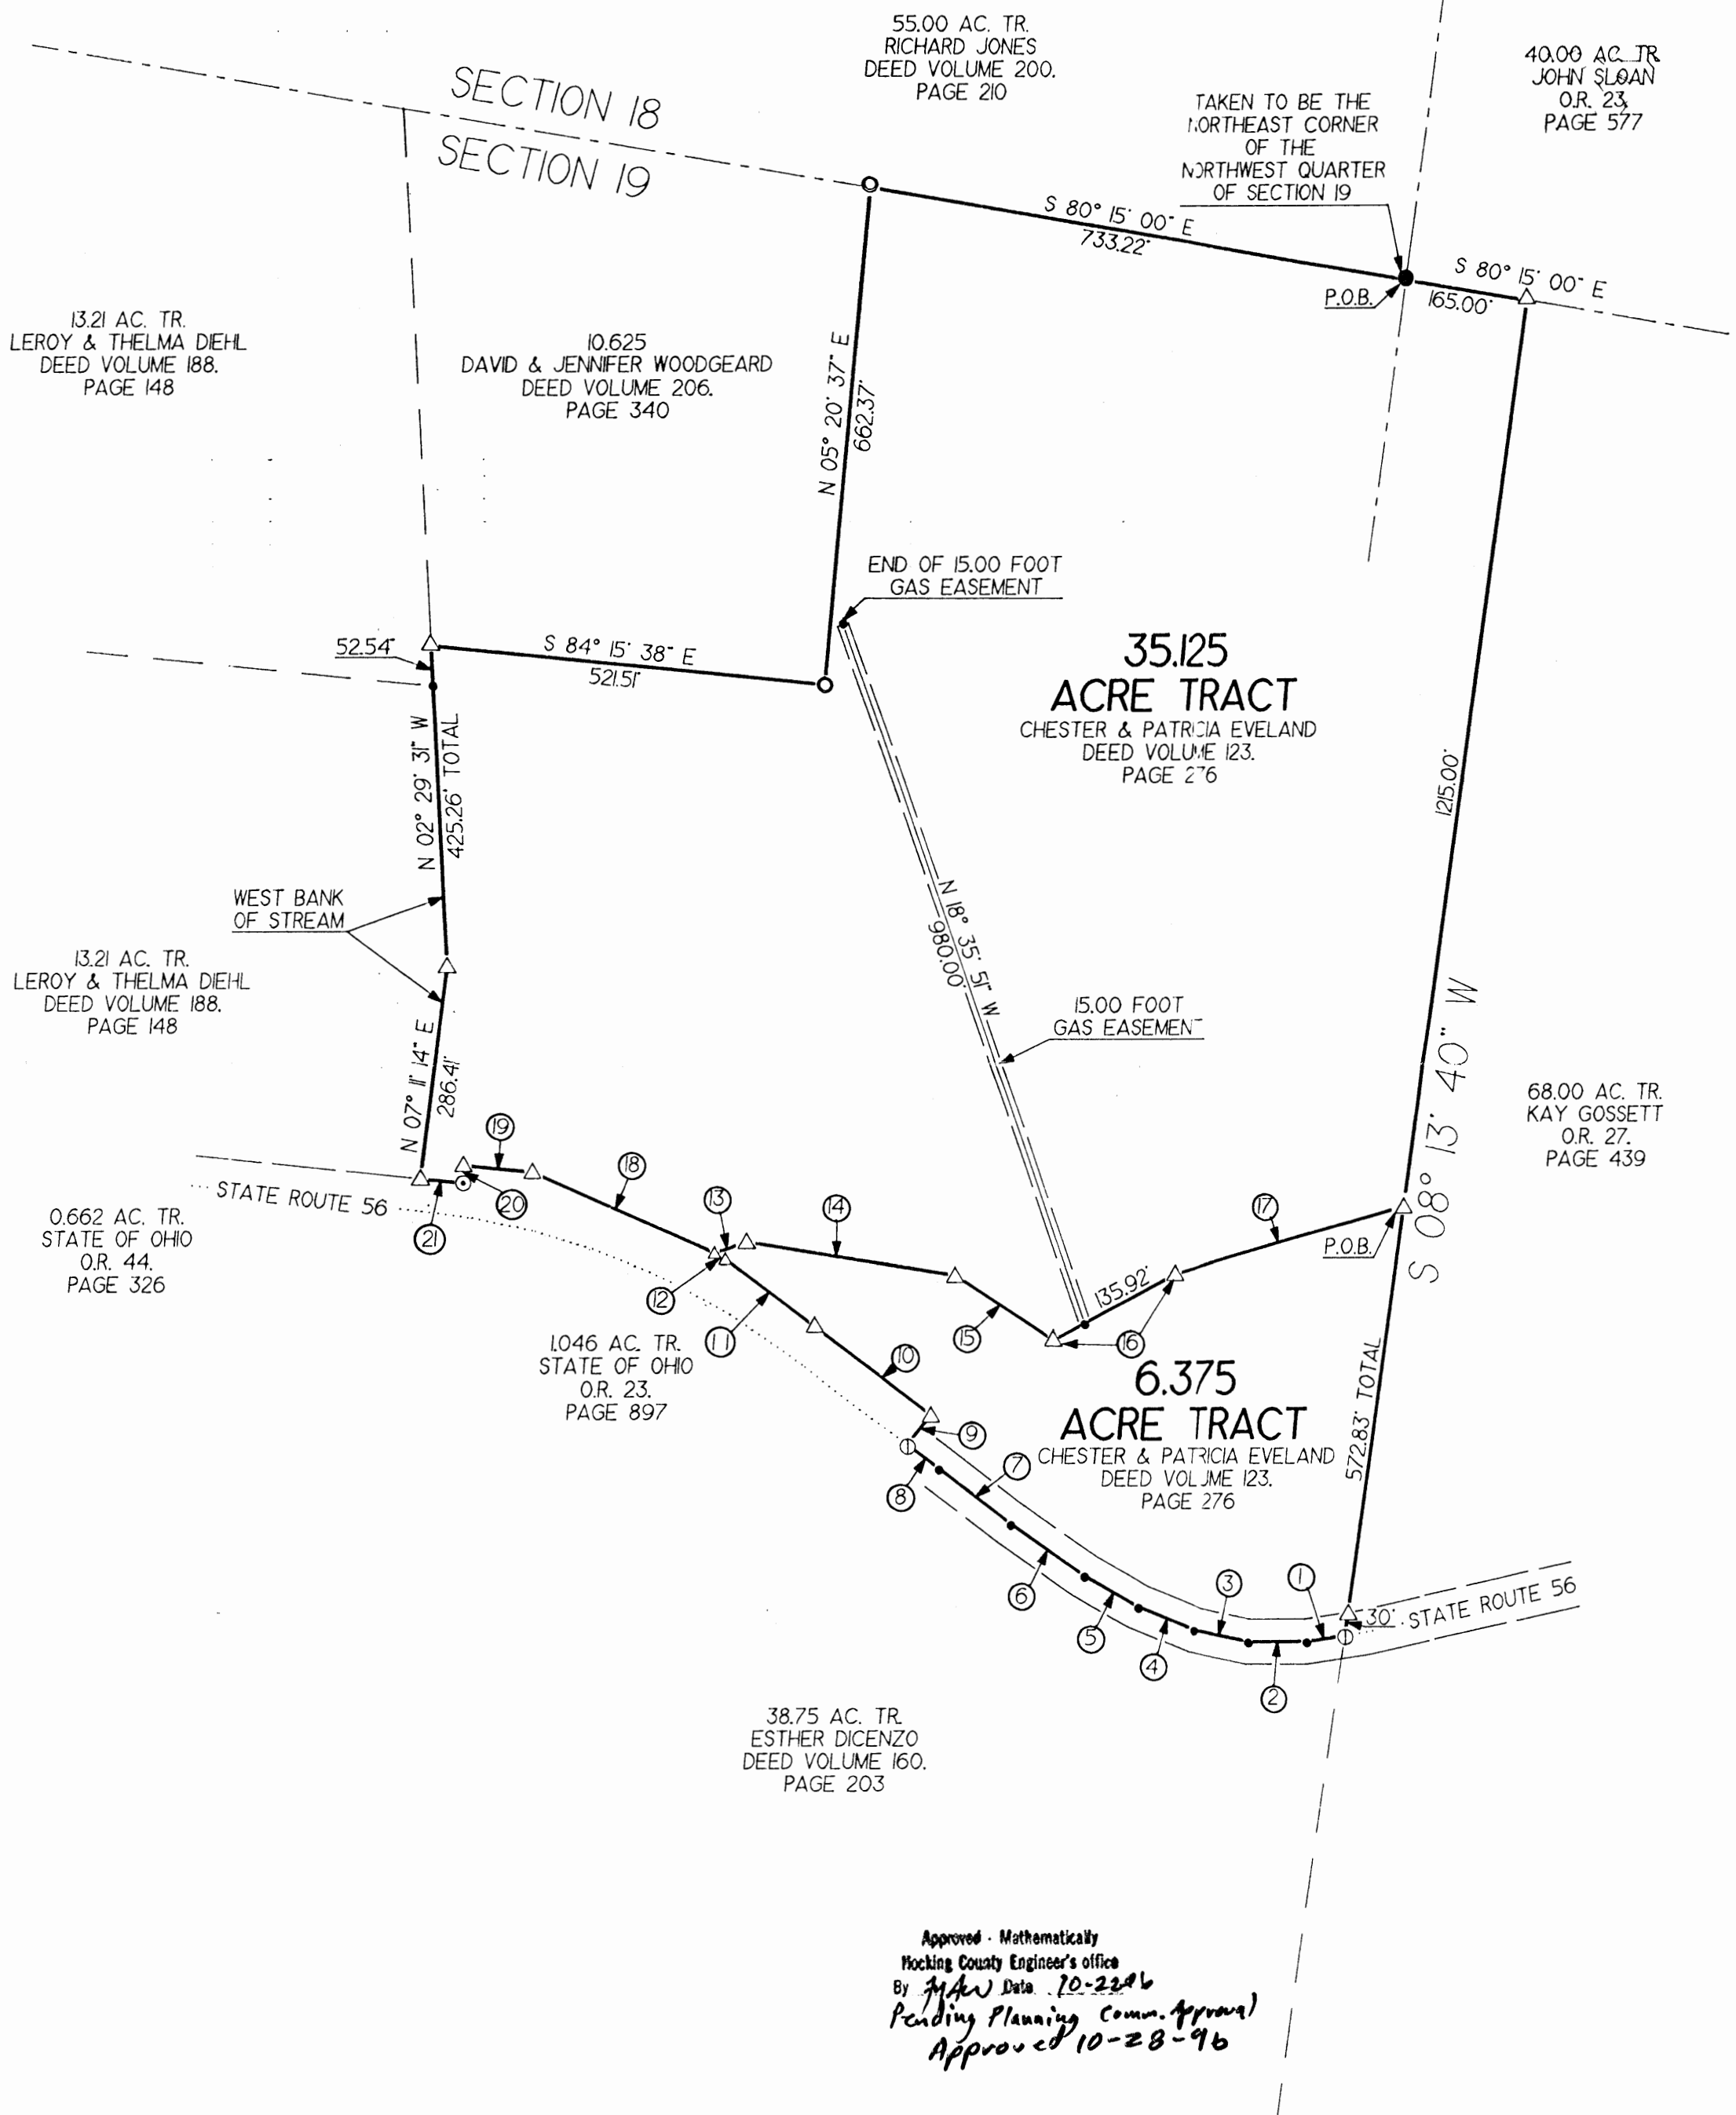 55.00 AC. TR.
RICHARD JONES
DEED VOLUME 200.
PAGE 210
40.00 AC. TR
JOHN SLOAN
O.R. 23,
PAGE 577
SECTION 18
SECTION 19
TAKEN TO BE THE
NORTHEAST CORNER
OF THE
NORTHWEST QUARTER
OF SECTION 19
S 80° 15' 00" E
733.22'
P.O.B.
S 80° 15' 00" E
165.00'
13.21 AC. TR.
LEROY & THELMA DIEHL
DEED VOLUME 188.
PAGE 148
10.625
DAVID & JENNIFER WOODGEARD
DEED VOLUME 206.
PAGE 340
N 05° 20' 37" E
662.37'
END OF 15.00 FOOT
GAS EASEMENT
52.54'
S 84° 15' 38" E
521.51'
35.125
ACRE TRACT
CHESTER & PATRICIA EVELAND
DEED VOLUME 123.
PAGE 276
N 02° 29' 31" W
425.26' TOTAL
1215.00'
S 08° 13' 40" W
WEST BANK
OF STREAM
N 18° 35' 51" W
980.00'
13.21 AC. TR.
LEROY & THELMA DIEHL
DEED VOLUME 188.
PAGE 148
15.00 FOOT
GAS EASEMENT
N 07° 11' 14" E
286.41'
68.00 AC. TR.
KAY GOSSETT
O.R. 27.
PAGE 439
19
18
20
21
13
14
17
12
11
15
16
135.92'
P.O.B.
STATE ROUTE 56
0.662 AC. TR.
STATE OF OHIO
O.R. 44.
PAGE 326
1.046 AC. TR.
STATE OF OHIO
O.R. 23.
PAGE 897
10
9
8
7
6.375
ACRE TRACT
CHESTER & PATRICIA EVELAND
DEED VOLUME 123.
PAGE 276
572.83' TOTAL
6
5
4
3
2
1
30'
STATE ROUTE 56
38.75 AC. TR.
ESTHER DICENZO
DEED VOLUME 160.
PAGE 203
Approved - Mathematically
Hocking County Engineer's office
By Date 10-22-96
Pending Planning Comm. Approval
Approved 10-28-96